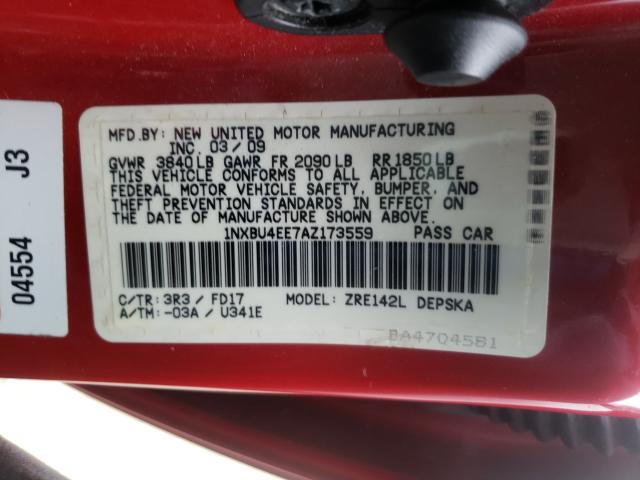 04554 J3
MFD.BY: NEW UNITED MOTOR MANUFACTURING
INC. 03/09
GVWR 3840LB GAWR FR 2090LB RR1850LB
THIS VEHICLE CONFORMS TO ALL APPLICABLE
FEDERAL MOTOR VEHICLE SAFETY, BUMPER, AND
THEFT PREVENTION STANDARDS IN EFFECT ON
THE DATE OF MANUFACTURE SHOWN ABOVE.
1NXBU4EE7AZ173559 PASS CAR
C/TR: 3R3 / FD17 MODEL: ZRE142L DEPSKA
A/TM: -03A / U341E
BA4704581